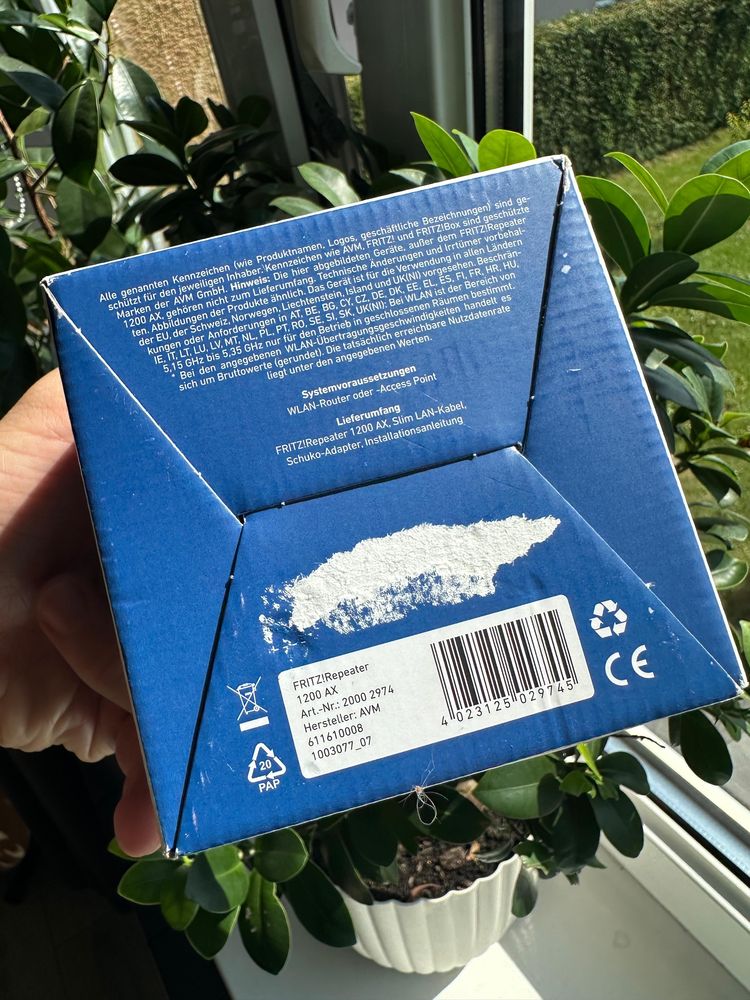 Alle genannten Kennzeichen (wie Produktnamen, Logos, geschäftliche Bezeichnungen) sind ge-
schützt für den jeweiligen Inhaber. Kennzeichen wie AVM, FRITZ! und FRITZ!Box sind geschützte
Marken der AVM GmbH. Hinweis: Die hier abgebildeten Geräte, außer dem FRITZ!Repeater
1200 AX, gehören nicht zum Lieferumfang. Technische Änderungen und Irrtümer vorbehal-
ten. Abbildungen der Produkte ähnlich. Das Gerät ist für die Verwendung in allen Ländern
der EU, der Schweiz, Norwegen, Liechtenstein, Island und UK(NI) vorgesehen. Beschrän-
kungen oder Anforderungen in AT, BE, BG, CY, CZ, DE, DK, EE, EL, ES, FI, FR, HR, HU,
IE, IT, LT, LU, LV, MT, NL, PL, PT, RO, SE, SI, SK, UK(NI). Bei WLAN ist der Bereich von
5,15 GHz bis 5,35 GHz nur für den Betrieb in geschlossenen Räumen bestimmt.
* Bei den angegebenen WLAN-Übertragungsgeschwindigkeiten handelt es
sich um Bruttowerte (gerundet). Die tatsächlich erreichbare Nutzdatenrate
liegt unter den angegebenen Werten.
Systemvoraussetzungen
WLAN-Router oder -Access Point
Lieferumfang
FRITZ!Repeater 1200 AX, Slim LAN-Kabel,
Schuko-Adapter, Installationsanleitung
FRITZ!Repeater
1200 AX
Art.-Nr.: 2000 2974
Hersteller: AVM
611610008
1003077_07
4 023125 029745
CE
20
PAP